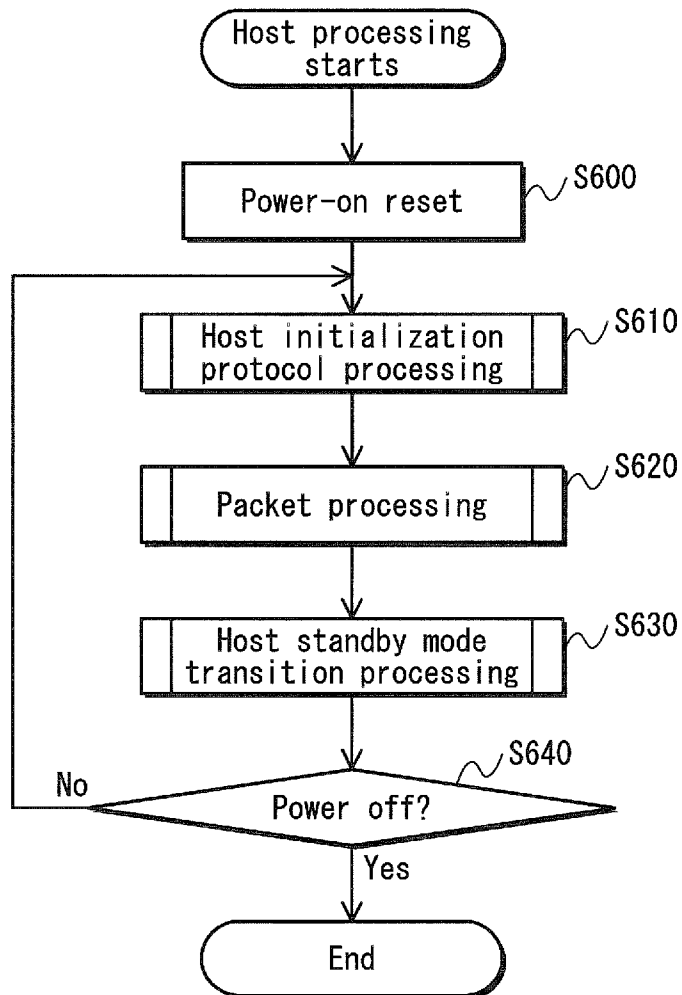 Host processing
starts
Power-on reset
S600
Host initialization
protocol processing
S610
Packet processing
S620
Host standby mode
transition processing
S630
S640
No
Power off?
Yes
End